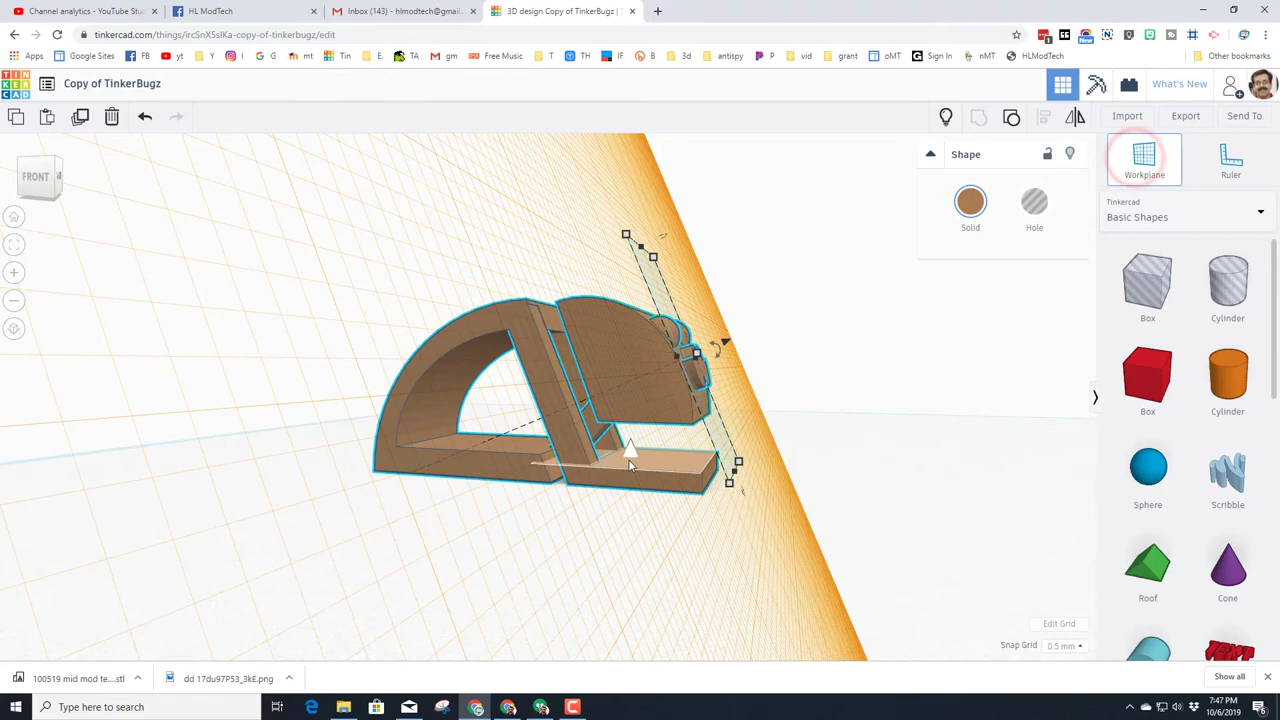 Channel analytics - YouTube Stu
HL ModTech
Inbox (143) - hlmodtech@gmail.
3D design Copy of TinkerBugz | T
tinkercad.com/things/ircSnX5sIKa-copy-of-tinkerbugz/edit
Apps
Google Sites
FB
yt
Y
I
G
mt
E.
TA
gm
Free Music
T
TH
IF
B
3d
antispy
P
vid
grant
oMT
Sign In
nMT
HLModTech
Other bookmarks
TIN
KER
CAD
Copy of TinkerBugz
What's New
Import
Export
Send To
FRONT
Shape
Solid
Hole
Workplane
Ruler
Tinkercad
Basic Shapes
Box
Cylinder
Box
Cylinder
Sphere
Scribble
Roof
Cone
TEXT
Edit Grid
Snap Grid
0.5 mm
100519 mid mod te....stl
dd 17du97P53_3kE.png
Show all
Type here to search
7:47 PM
10/6/2019